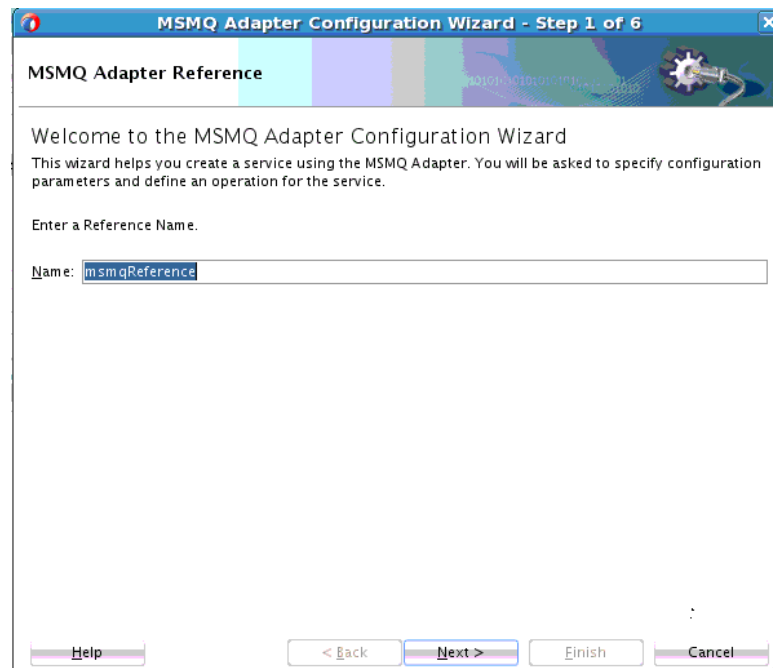 MSMQ Adapter Configuration Wizard - Step 1 of 6
MSMQ Adapter Reference
Welcome to the MSMQ Adapter Configuration Wizard
This wizard helps you create a service using the MSMQ Adapter. You will be asked to specify configuration
parameters and define an operation for the service.
Enter a Reference Name.
Name: msmqReference
Help < Back Next > Finish Cancel